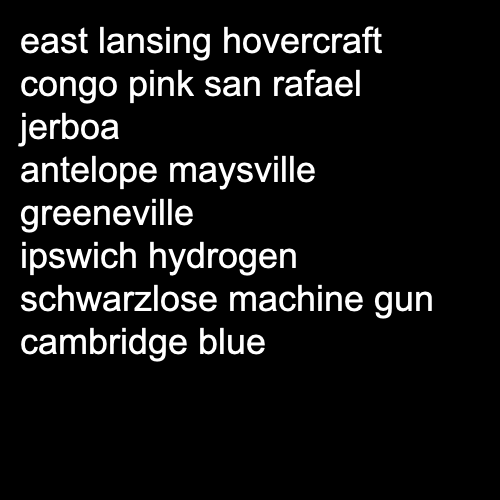 east lansing hovercraft
congo pink san rafael
jerboa
antelope maysville
greeneville
ipswich hydrogen
schwarzlose machine gun
cambridge blue